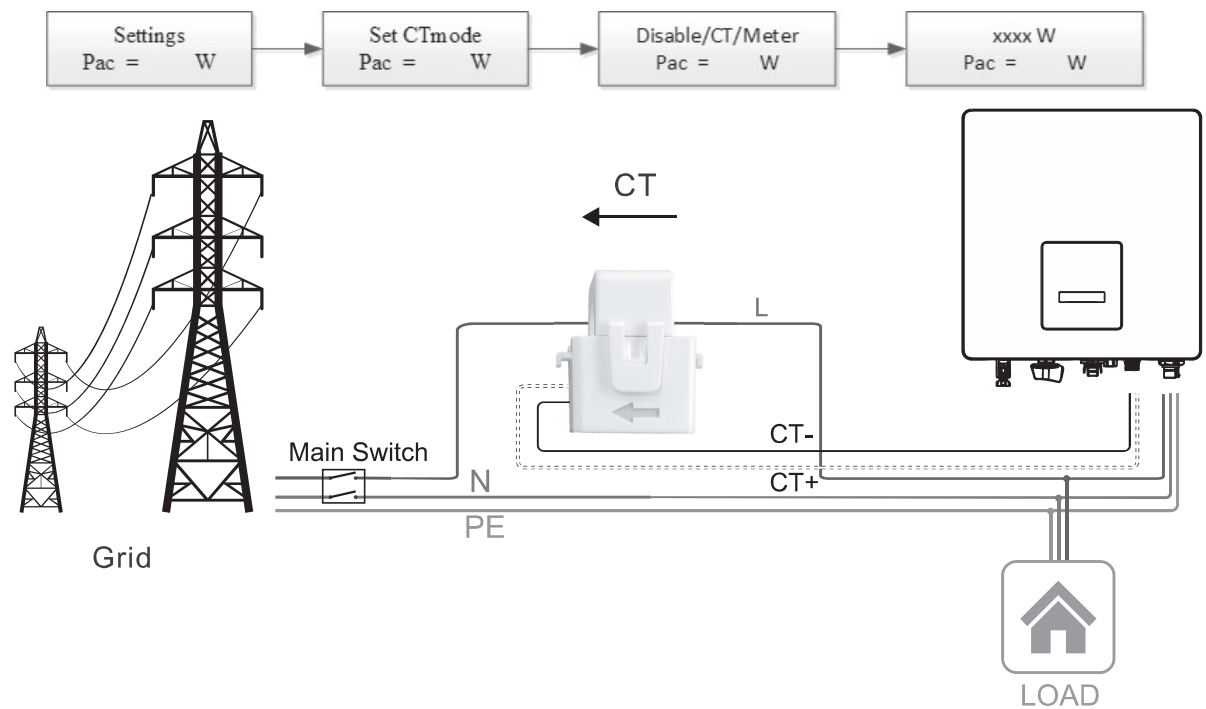 Settings
Pac = W
Set CTmode
Pac = W
Disable/CT/Meter
Pac = W
xxxx W
Pac = W
CT
L
CT-
Main Switch
N
CT+
PE
Grid
LOAD